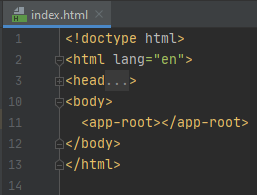 index.html
1 <!doctype html>
2 <html lang="en">
3 <head...>
10 <body>
11 <app-root></app-root>
12 </body>
13 </html>
14